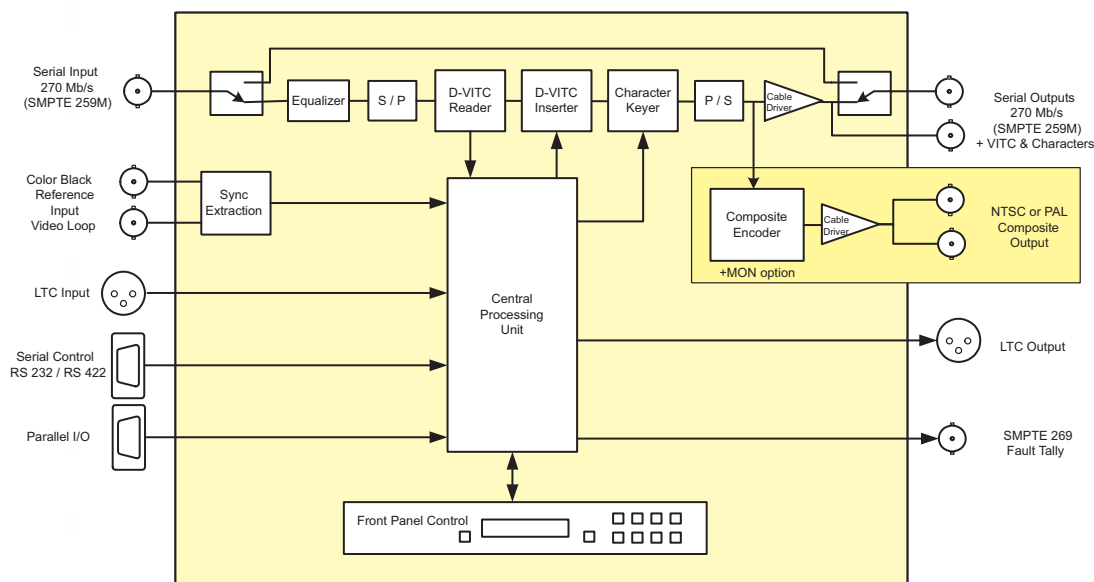 Serial Input
270 Mb/s
(SMPTE 259M)
Equalizer
S / P
D-VITC
Reader
D-VITC
Inserter
Character
Keyer
P / S
Cable
Driver
Serial Outputs
270 Mb/s
(SMPTE 259M)
+ VITC & Characters
Color Black
Reference
Input
Video Loop
Sync
Extraction
Composite
Encoder
Cable
Driver
NTSC or PAL
Composite
Output
+MON option
LTC Input
Central
Processing
Unit
LTC Output
Serial Control
RS 232 / RS 422
Parallel I/O
SMPTE 269
Fault Tally
Front Panel Control